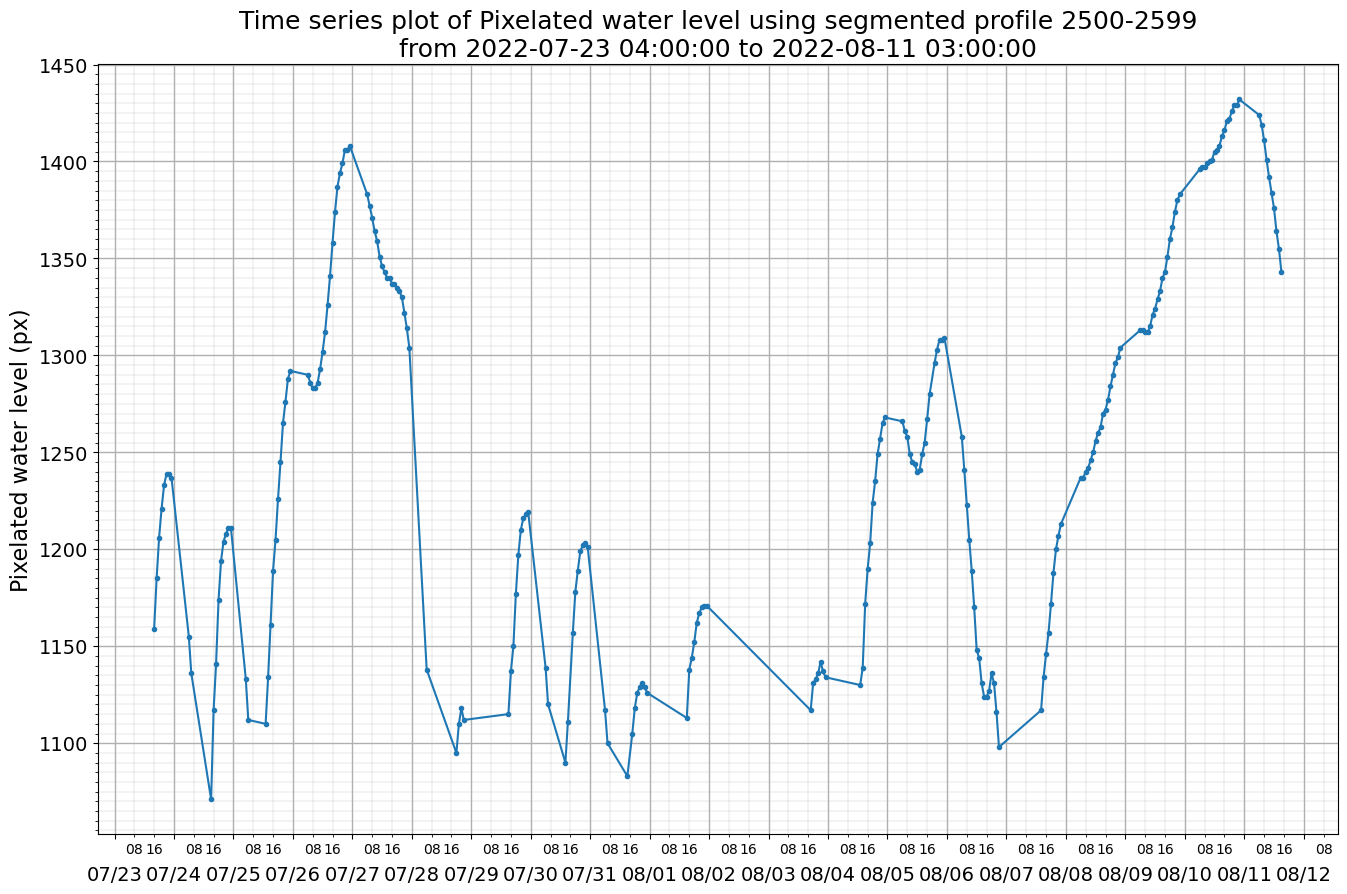 Time series plot of Pixelated water level using segmented profile 2500-2599
from 2022-07-23 04:00:00 to 2022-08-11 03:00:00
Pixelated water level (px)
1450
1400
1350
1300
1250
1200
1150
1100
08 16 08 16 08 16 08 16 08 16 08 16 08 16 08 16 08 16 08 16 08 16 08 16 08 16 08 16 08 16 08 16 08 16 08 16 08 16 08 16 08
07/23 07/24 07/25 07/26 07/27 07/28 07/29 07/30 07/31 08/01 08/02 08/03 08/04 08/05 08/06 08/07 08/08 08/09 08/10 08/11 08/12